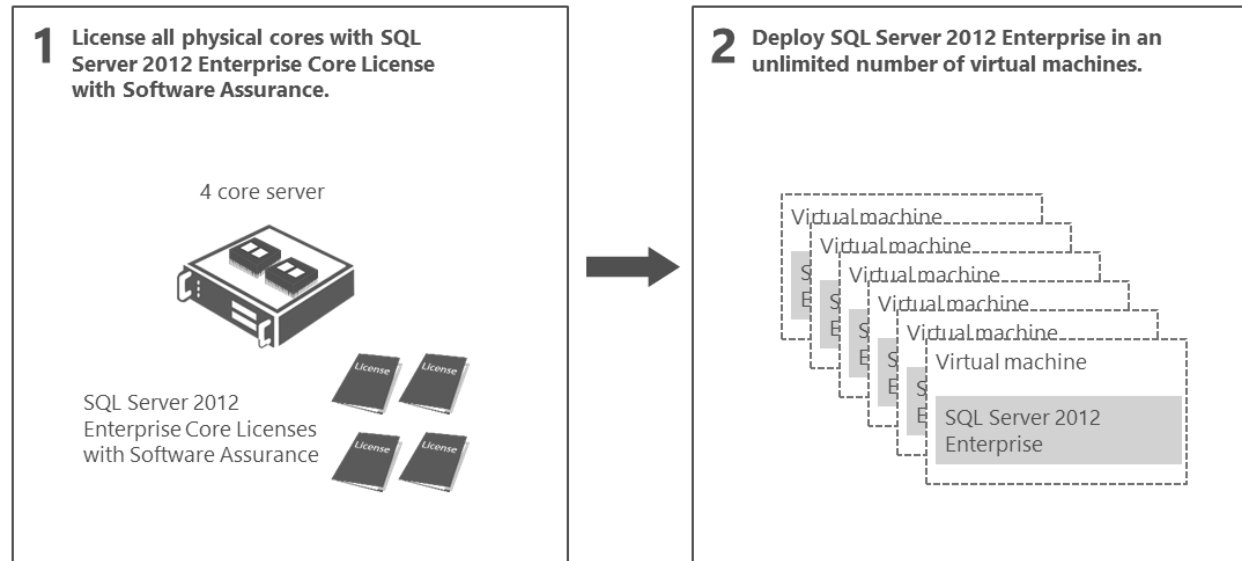 1 License all physical cores with SQL
Server 2012 Enterprise Core License
with Software Assurance.
4 core server
SQL Server 2012
Enterprise Core Licenses
with Software Assurance
License
License
License
License
2 Deploy SQL Server 2012 Enterprise in an
unlimited number of virtual machines.
Virtual machine
S
E
Virtual machine
S
E
Virtual machine
S
E
Virtual machine
S
E
Virtual machine
S
E
Virtual machine
SQL Server 2012
Enterprise